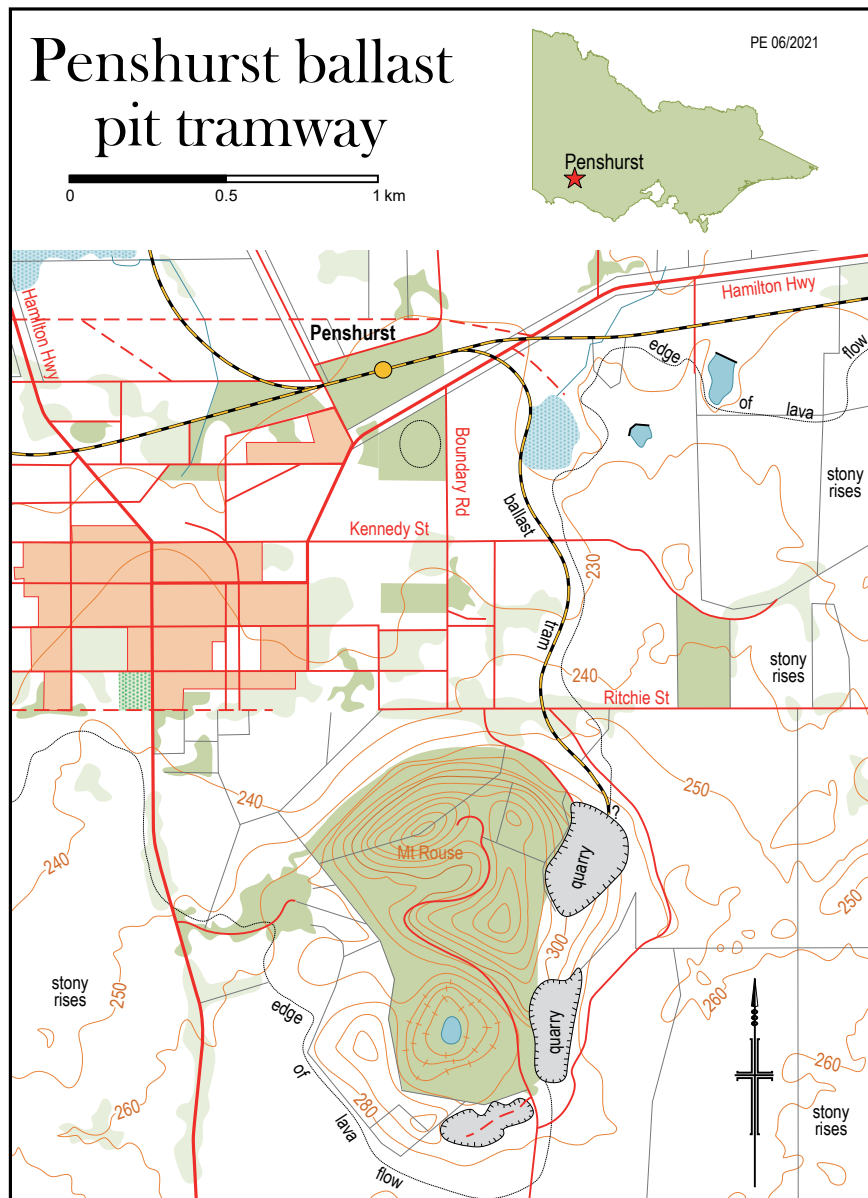 Penshurst ballast
pit tramway
PE 06/2021
0
0.5
1 km
Penshurst
Hamilton Hwy
Hamilton Hwy
Penshurst
edge
of
lava
flow
Boundary Rd
ballast
tram
Kennedy St
stony
rises
230
240
stony
rises
Ritchie St
240
250
240
?
Mt Rouse
quarry
250
300
stony
rises
250
edge
of
lava
flow
quarry
260
260
260
280
stony
rises